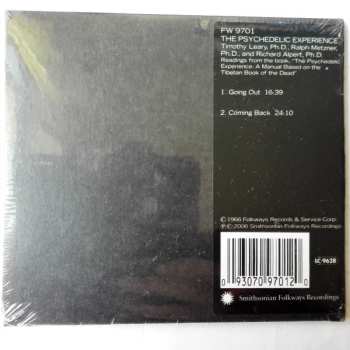 FW 9701
THE PSYCHEDELIC EXPERIENCE
Timothy Leary, Ph.D., Ralph Metzner,
Ph.D., and Richard Alpert, Ph.D.
Readings from the book, "The Psychedelic
Experience: A Manual Based on the
Tibetan Book of the Dead"
1. Going Out 16:39
2. Coming Back 24:10
©1966 Folkways Records & Service Corp.
℗©2006 Smithsonian Folkways Recordings
LC-9628
0 93070 97012 0
Smithsonian Folkways Recordings